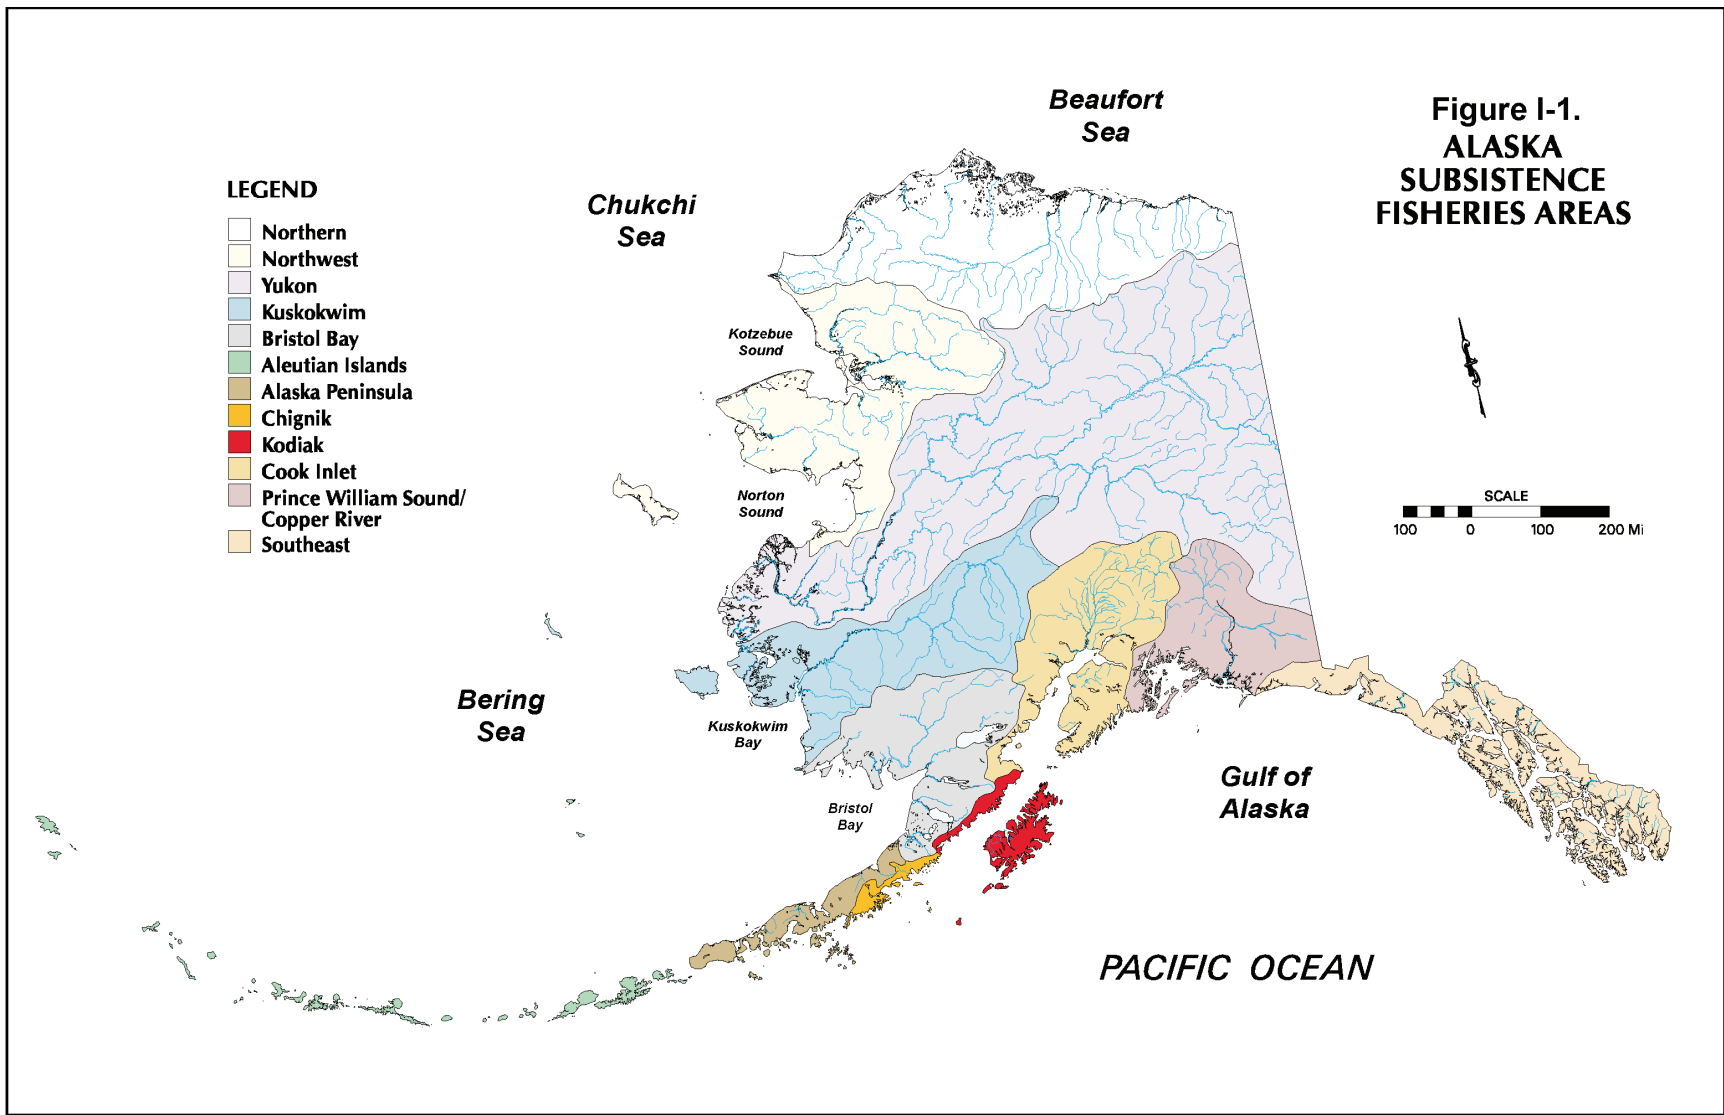 Figure I-1.
ALASKA
SUBSISTENCE
FISHERIES AREAS
Beaufort
Sea
Chukchi
Sea
LEGEND
Northern
Northwest
Yukon
Kuskokwim
Bristol Bay
Aleutian Islands
Alaska Peninsula
Chignik
Kodiak
Cook Inlet
Prince William Sound/
Copper River
Southeast
Kotzebue
Sound
Norton
Sound
SCALE
100 0 100 200 Mi
Bering
Sea
Kuskokwim
Bay
Bristol
Bay
Gulf of
Alaska
PACIFIC OCEAN